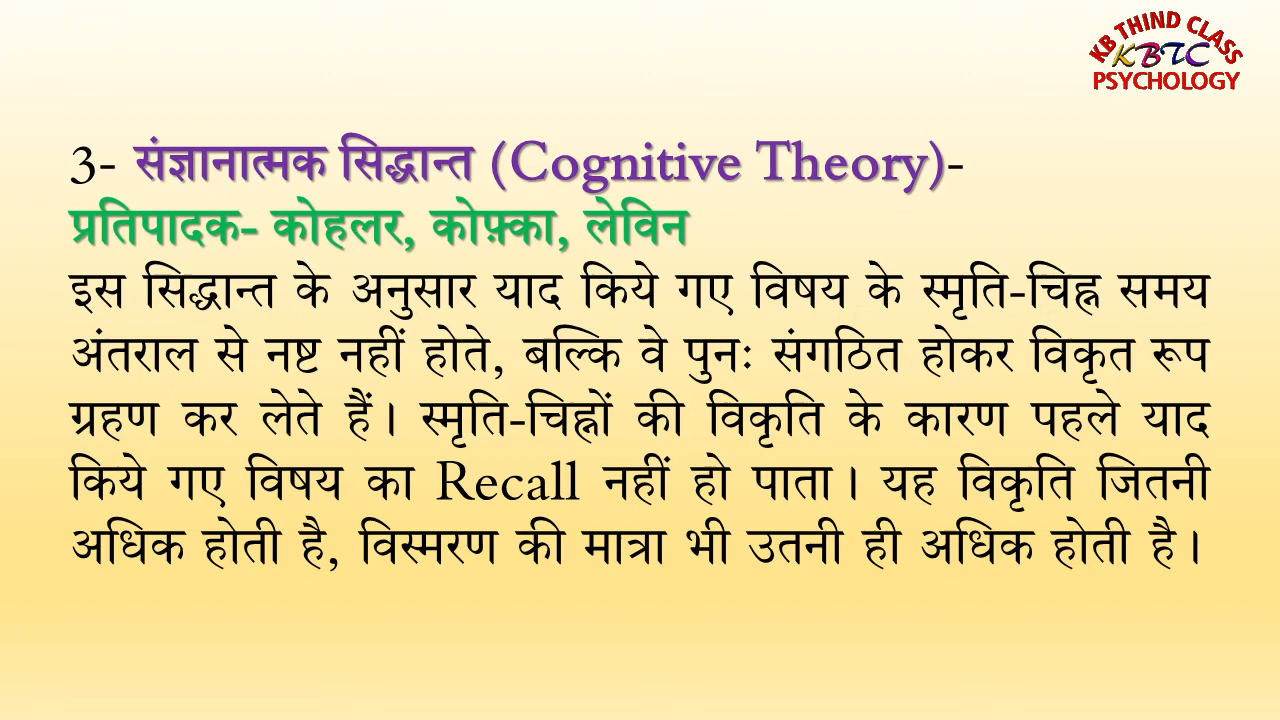 KB THIND CLASS
KBTC
PSYCHOLOGY
3- संज्ञानात्मक सिद्धान्त (Cognitive Theory)-
प्रतिपादक- कोहलर, कोफ़्का, लेविन
इस सिद्धान्त के अनुसार याद किये गए विषय के स्मृति-चिह्न समय
अंतराल से नष्ट नहीं होते, बल्कि वे पुनः संगठित होकर विकृत रूप
ग्रहण कर लेते हैं। स्मृति-चिह्नों की विकृति के कारण पहले याद
किये गए विषय का Recall नहीं हो पाता। यह विकृति जितनी
अधिक होती है, विस्मरण की मात्रा भी उतनी ही अधिक होती है।